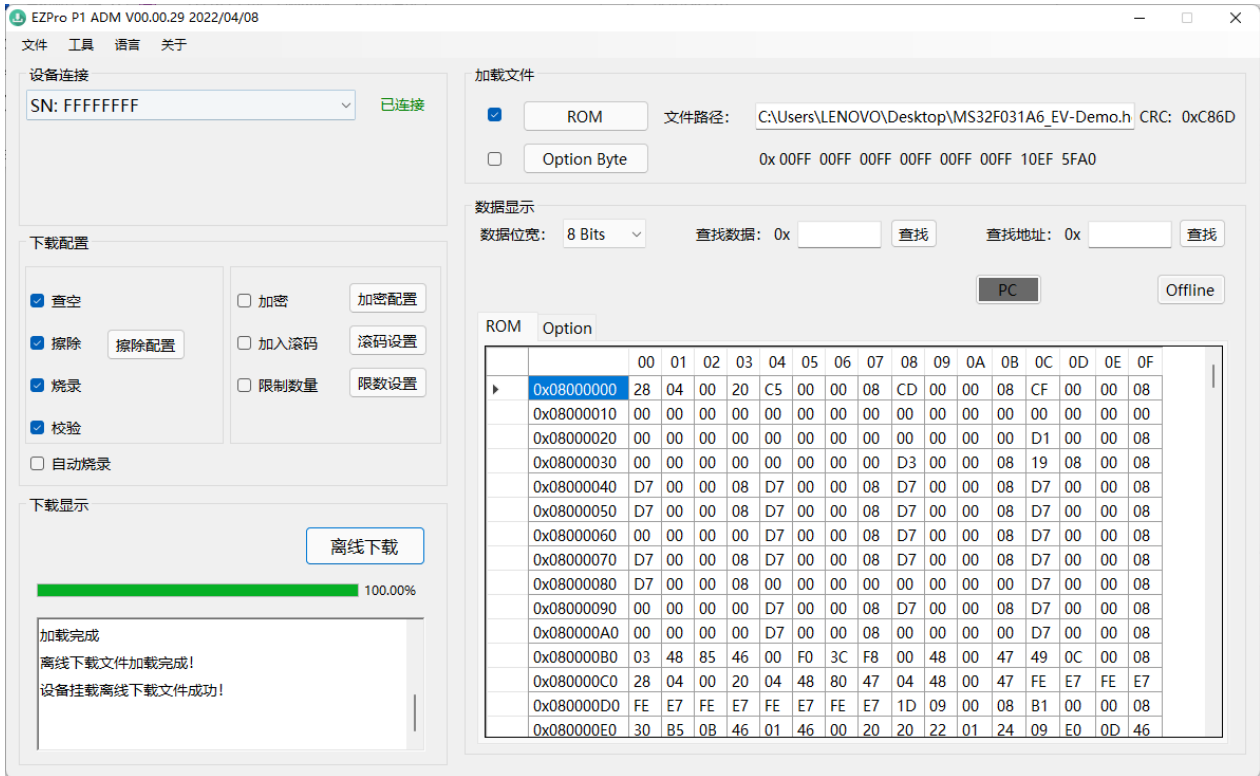 EZPro P1 ADM V00.00.29 2022/04/08
文件 工具 语言 关于
设备连接
SN: FFFFFFFF 已连接
下载配置
查空
擦除 擦除配置
烧录
校验
自动烧录
加密 加密配置
加入滚码 滚码设置
限制数量 限数设置
下载显示
离线下载
100.00%
加载完成
离线下载文件加载完成!
设备挂载离线下载文件成功!
加载文件
ROM 文件路径: C:\Users\LENOVO\Desktop\MS32F031A6_EV-Demo.h CRC: 0xC86D
Option Byte 0x 00FF 00FF 00FF 00FF 00FF 00FF 10EF 5FA0
数据显示
数据位宽: 8 Bits 查找数据: 0x 查找 查找地址: 0x 查找
PC Offline
ROM Option
00 01 02 03 04 05 06 07 08 09 0A 0B 0C 0D 0E 0F
0x08000000 28 04 00 20 C5 00 00 08 CD 00 00 08 CF 00 00 08
0x08000010 00 00 00 00 00 00 00 00 00 00 00 00 00 00 00 00
0x08000020 00 00 00 00 00 00 00 00 00 00 00 00 D1 00 00 08
0x08000030 00 00 00 00 00 00 00 00 D3 00 00 08 19 08 00 08
0x08000040 D7 00 00 08 D7 00 00 08 D7 00 00 08 D7 00 00 08
0x08000050 D7 00 00 08 D7 00 00 08 D7 00 00 08 D7 00 00 08
0x08000060 00 00 00 00 D7 00 00 08 D7 00 00 08 D7 00 00 08
0x08000070 D7 00 00 08 D7 00 00 08 D7 00 00 08 D7 00 00 08
0x08000080 D7 00 00 08 00 00 00 00 00 00 00 00 D7 00 00 08
0x08000090 00 00 00 00 D7 00 00 08 D7 00 00 08 D7 00 00 08
0x080000A0 00 00 00 00 D7 00 00 08 00 00 00 00 D7 00 00 08
0x080000B0 03 48 85 46 00 F0 3C F8 00 48 00 47 49 0C 00 08
0x080000C0 28 04 00 20 04 48 80 47 04 48 00 47 FE E7 FE E7
0x080000D0 FE E7 FE E7 FE E7 FE E7 1D 09 00 08 B1 00 00 08
0x080000E0 30 B5 0B 46 01 46 00 20 20 22 01 24 09 E0 0D 46